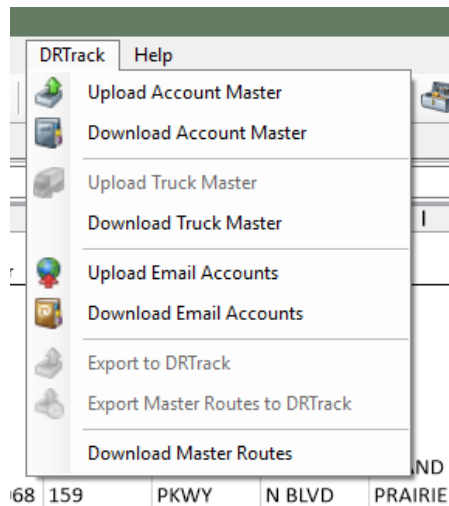 DRTrack Help
Upload Account Master
Download Account Master
Upload Truck Master
Download Truck Master
I
Upload Email Accounts
Download Email Accounts
Export to DRTrack
Export Master Routes to DRTrack
Download Master Routes
AND
68 159 PKWY N BLVD PRAIRIE